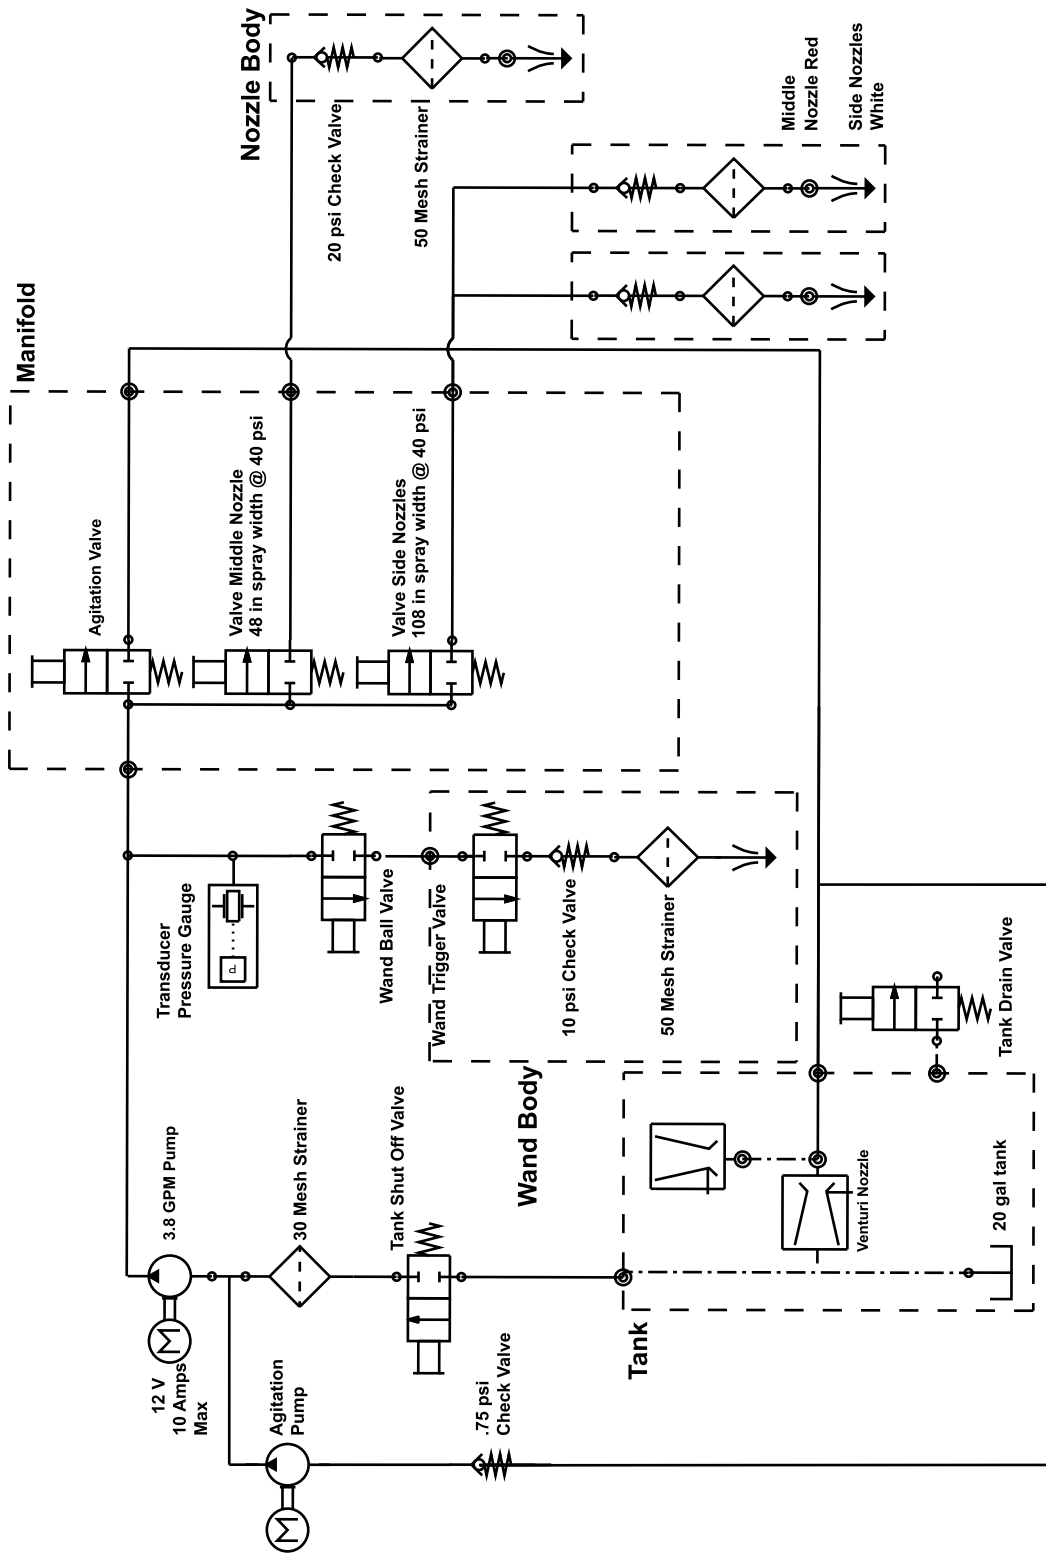 Nozzle Body
20 psi Check Valve
50 Mesh Strainer
Middle
Nozzle Red
Side Nozzles
White
Manifold
Agitation Valve
Valve Middle Nozzle
48 in spray width @ 40 psi
Valve Side Nozzles
108 in spray width @ 40 psi
Transducer
Pressure Gauge
P
Wand Ball Valve
Wand Trigger Valve
10 psi Check Valve
50 Mesh Strainer
Wand Body
Tank Drain Valve
3.8 GPM Pump
30 Mesh Strainer
Tank Shut Off Valve
Venturi Nozzle
20 gal tank
Tank
M
12 V
10 Amps
Max
Agitation
Pump
.75 psi
Check Valve
M